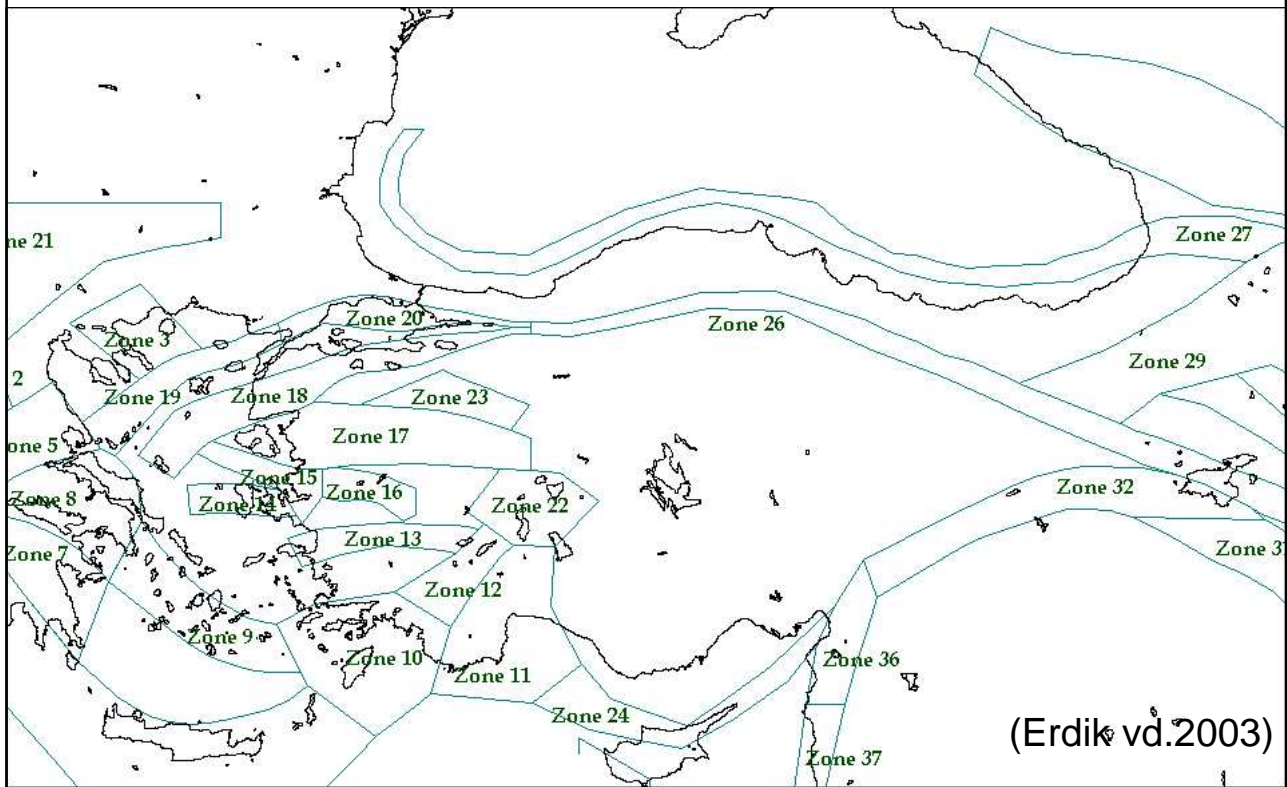 ne 21
Zone 27
Zone 20
Zone 26
Zone 3
Zone 29
2
Zone 19
Zone 18
Zone 23
Zone 17
one 5
Zone 15
Zone 16
Zone 32
Zone 8
Zone 14
Zone 22
Zone 13
Zone 7
Zone 3
Zone 12
Zone 9
Zone 10
Zone 36
Zone 11
Zone 24
(Erdik vd.2003)
Zone 37